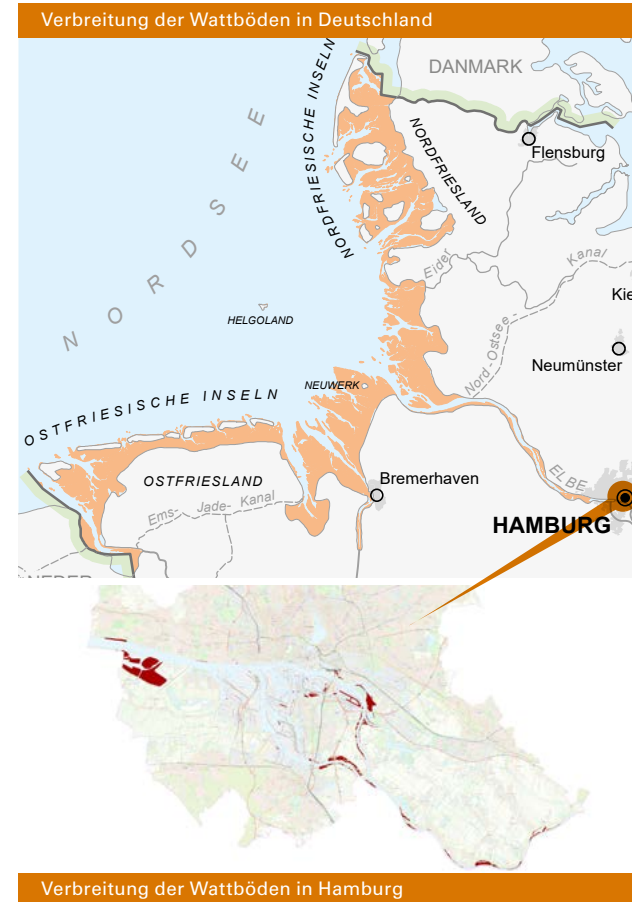 Verbreitung der Wattböden in Deutschland
DANMARK
NORDFRIESISCHE INSELN
NORDFRIESLAND
Flensburg
NORDSEE
Eider
Kanal
Kie
HELGOLAND
Nord-Ostsee-
Neumünster
NEUWERK
OSTFRIESISCHE INSELN
OSTFRIESLAND
Bremerhaven
ELBE
Ems- Jade- Kanal
HAMBURG
Verbreitung der Wattböden in Hamburg